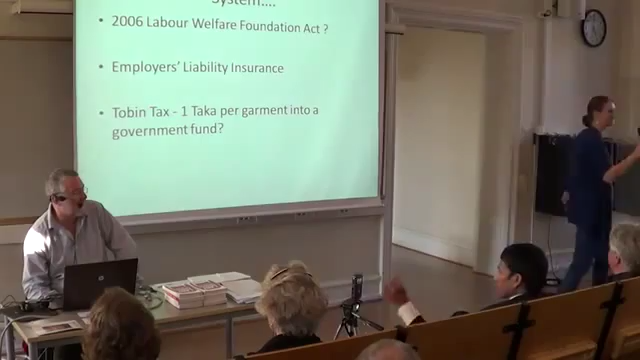 System....
• 2006 Labour Welfare Foundation Act ?
• Employers' Liability Insurance
• Tobin Tax - 1 Taka per garment into a
government fund?